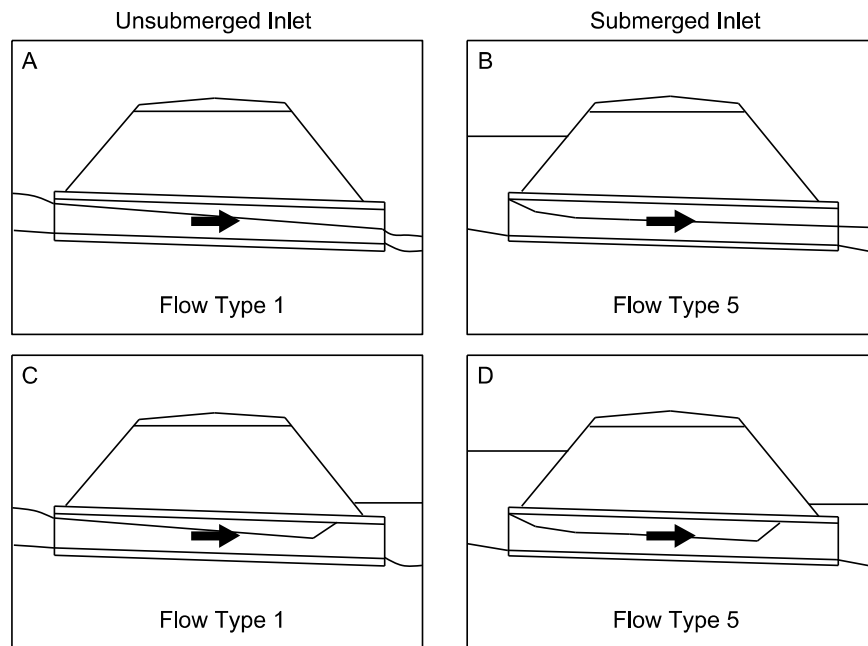 Unsubmerged Inlet
Submerged Inlet
A
Flow Type 1
B
Flow Type 5
C
Flow Type 1
D
Flow Type 5